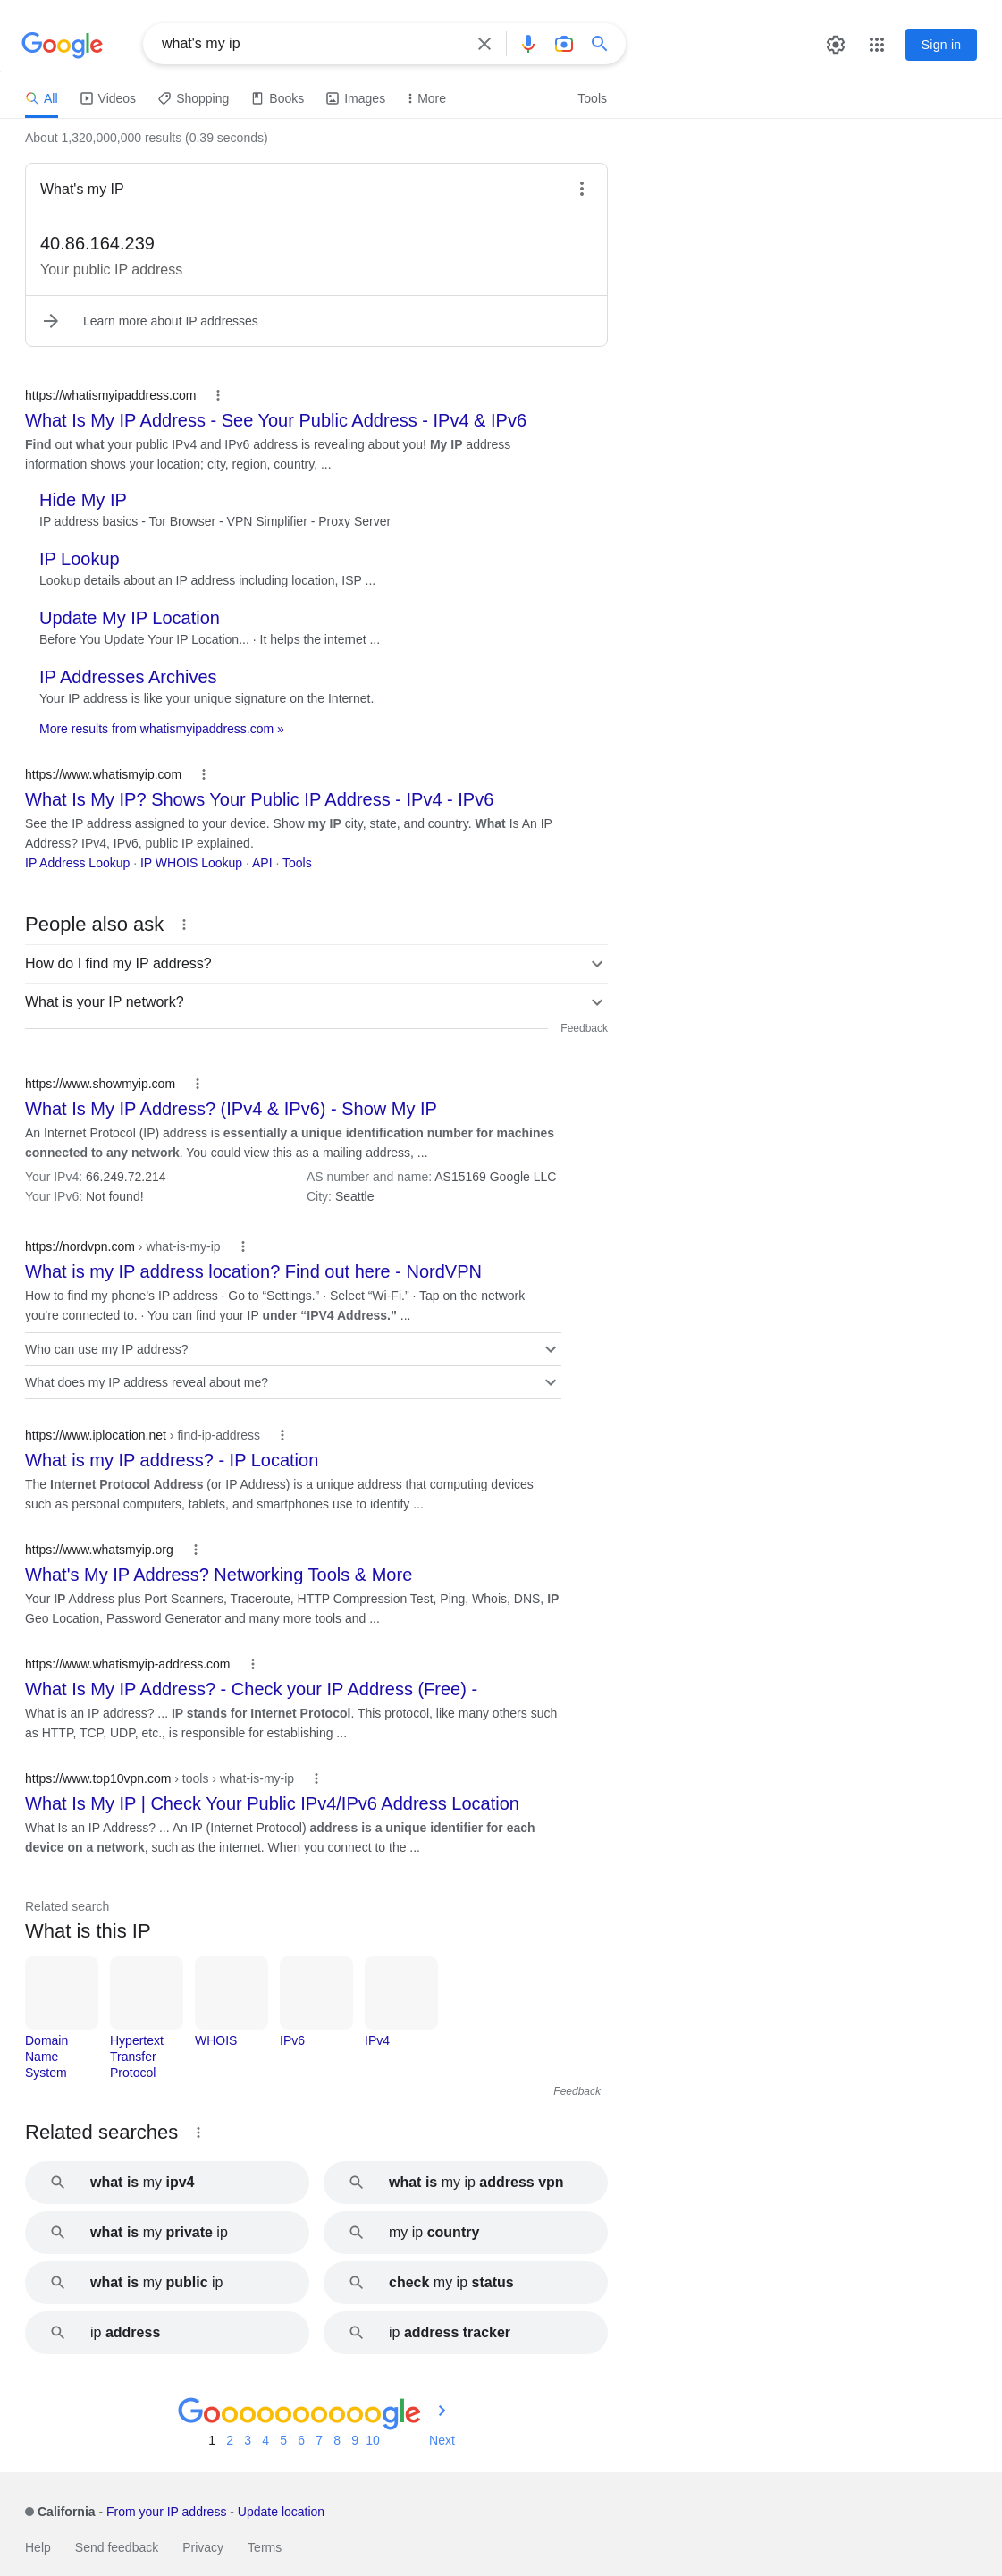 Google
what's my ip
Sign in
All
Videos
Shopping
Books
Images
More
Tools
About 1,320,000,000 results (0.39 seconds)
What's my IP
40.86.164.239
Your public IP address
Learn more about IP addresses
https://whatismyipaddress.com
What Is My IP Address - See Your Public Address - IPv4 & IPv6
Find out what your public IPv4 and IPv6 address is revealing about you! My IP address
information shows your location; city, region, country, ...
Hide My IP
IP address basics - Tor Browser - VPN Simplifier - Proxy Server
IP Lookup
Lookup details about an IP address including location, ISP ...
Update My IP Location
Before You Update Your IP Location... · It helps the internet ...
IP Addresses Archives
Your IP address is like your unique signature on the Internet.
More results from whatismyipaddress.com »
https://www.whatismyip.com
What Is My IP? Shows Your Public IP Address - IPv4 - IPv6
See the IP address assigned to your device. Show my IP city, state, and country. What Is An IP
Address? IPv4, IPv6, public IP explained.
IP Address Lookup · IP WHOIS Lookup · API · Tools
People also ask
How do I find my IP address?
What is your IP network?
Feedback
https://www.showmyip.com
What Is My IP Address? (IPv4 & IPv6) - Show My IP
An Internet Protocol (IP) address is essentially a unique identification number for machines
connected to any network. You could view this as a mailing address, ...
Your IPv4: 66.249.72.214 AS number and name: AS15169 Google LLC
Your IPv6: Not found! City: Seattle
https://nordvpn.com › what-is-my-ip
What is my IP address location? Find out here - NordVPN
How to find my phone's IP address · Go to “Settings.” · Select “Wi-Fi.” · Tap on the network
you're connected to. · You can find your IP under “IPV4 Address.” ...
Who can use my IP address?
What does my IP address reveal about me?
https://www.iplocation.net › find-ip-address
What is my IP address? - IP Location
The Internet Protocol Address (or IP Address) is a unique address that computing devices
such as personal computers, tablets, and smartphones use to identify ...
https://www.whatsmyip.org
What's My IP Address? Networking Tools & More
Your IP Address plus Port Scanners, Traceroute, HTTP Compression Test, Ping, Whois, DNS, IP
Geo Location, Password Generator and many more tools and ...
https://www.whatismyip-address.com
What Is My IP Address? - Check your IP Address (Free) -
What is an IP address? ... IP stands for Internet Protocol. This protocol, like many others such
as HTTP, TCP, UDP, etc., is responsible for establishing ...
https://www.top10vpn.com › tools › what-is-my-ip
What Is My IP | Check Your Public IPv4/IPv6 Address Location
What Is an IP Address? ... An IP (Internet Protocol) address is a unique identifier for each
device on a network, such as the internet. When you connect to the ...
Related search
What is this IP
Domain Name System
Hypertext Transfer Protocol
WHOIS
IPv6
IPv4
Feedback
Related searches
what is my ipv4
what is my ip address vpn
what is my private ip
my ip country
what is my public ip
check my ip status
ip address
ip address tracker
Goooooooooogle
1 2 3 4 5 6 7 8 9 10 Next
California - From your IP address - Update location
Help Send feedback Privacy Terms